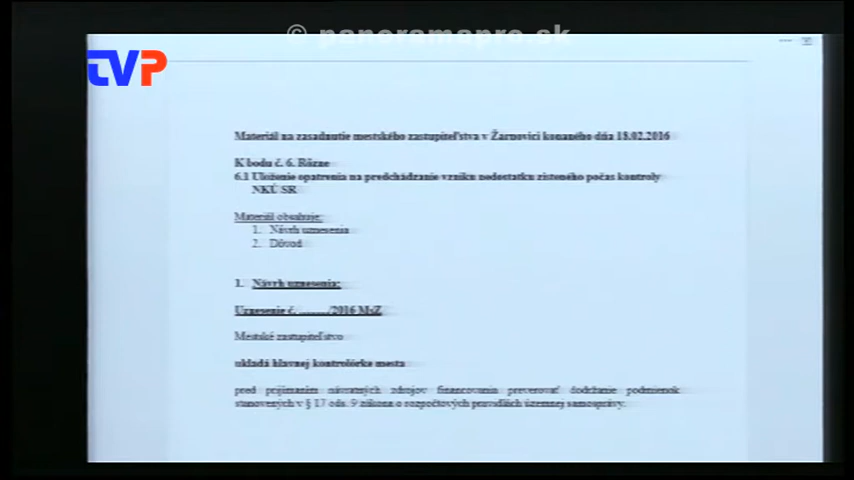 © panoramapro.sk
TVP
Materiál na zasadnutie mestského zastupiteľstva v Žarnovici konaného dňa 18.02.2016
K bodu č. 6. Rôzne
6.1 Uloženie opatrenia na predchádzanie vzniku nedostatku zisteného počas kontroly
NKÚ SR
Materiál obsahuje:
1. Návrh uznesenia
2. Dôvod
1. Návrh uznesenia:
Uznesenie č. ......../2016 MsZ
Mestské zastupiteľstvo
ukladá hlavnej kontrolórke mesta
pred prijímaním návratných zdrojov financovania preverovať dodržanie podmienok
stanovených v § 17 ods. 9 zákona o rozpočtových pravidlách územnej samosprávy.